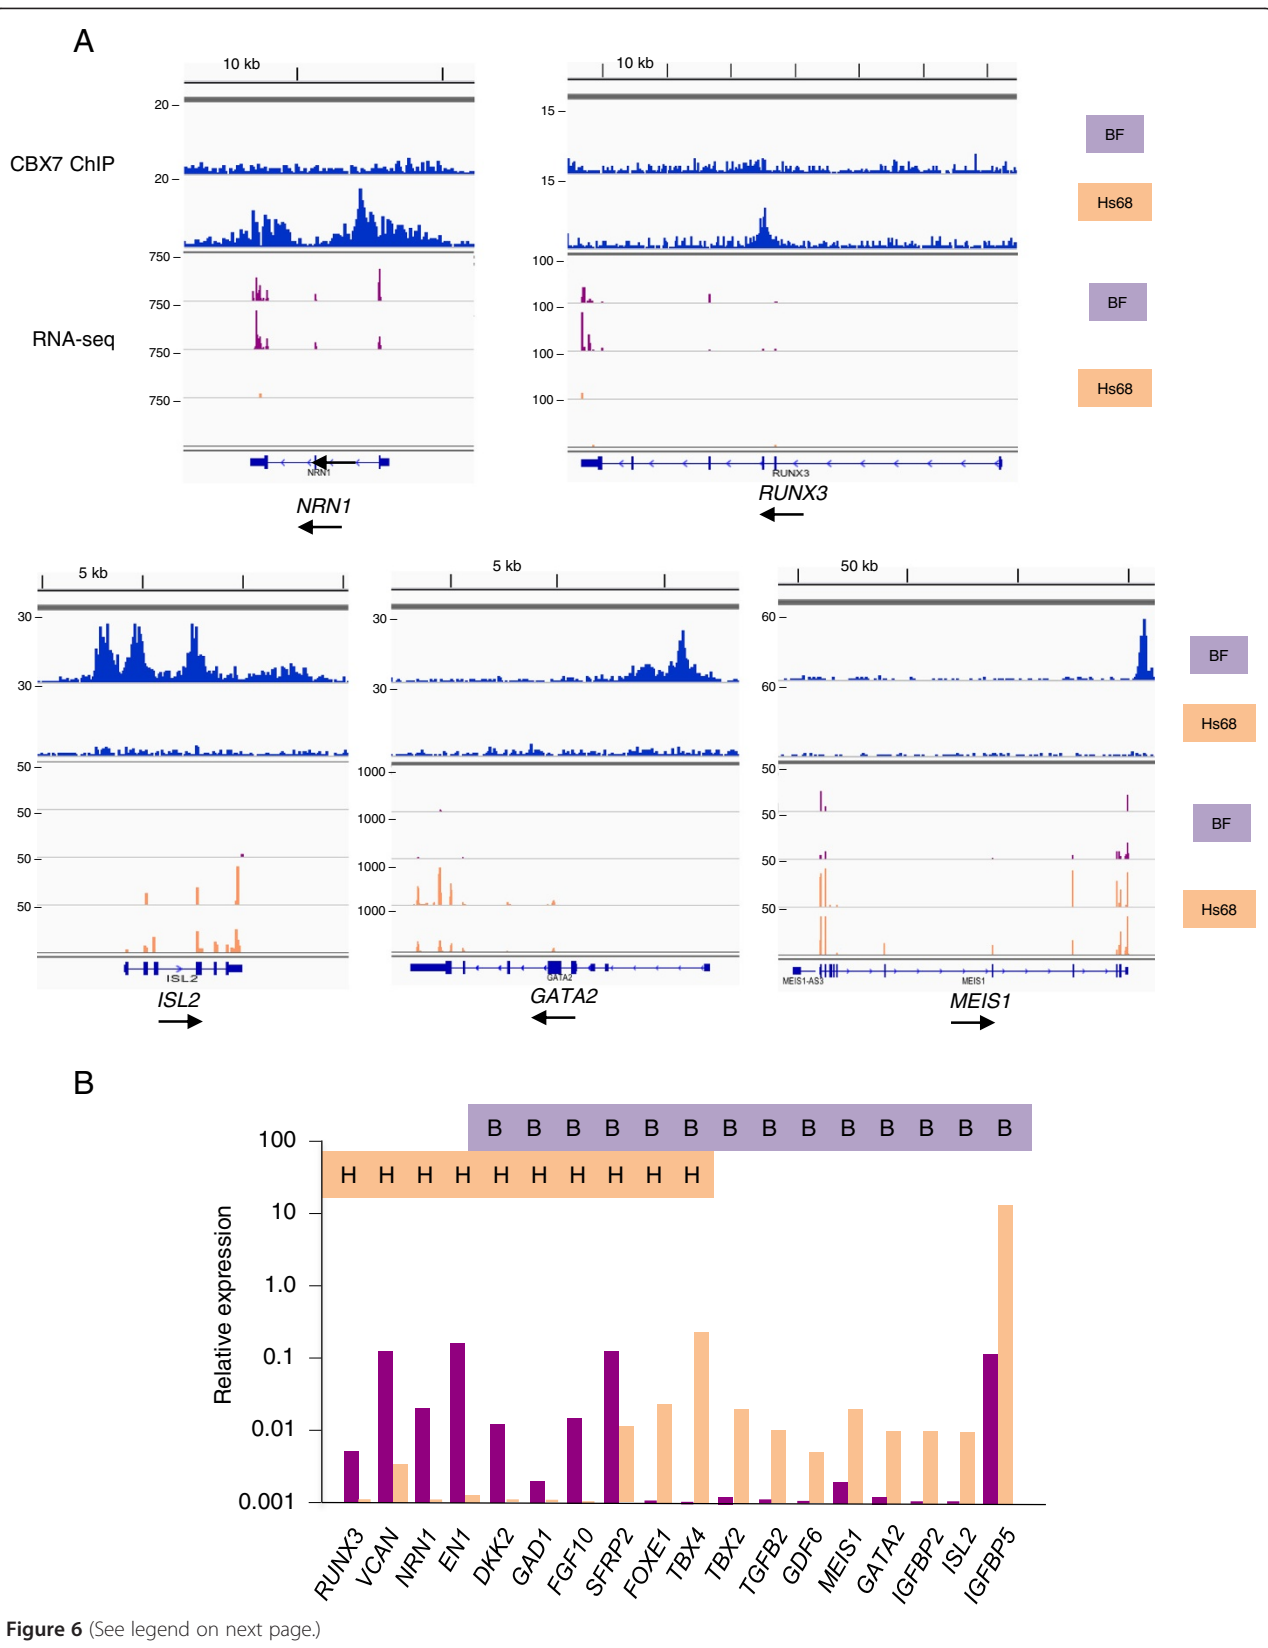 A
10 kb
10 kb
20
15
BF
CBX7 ChIP
20
15
Hs68
750
100
BF
750
100
RNA-seq
750
100
Hs68
750
100
NRN1
RUNX3
NRN1
RUNX3
5 kb
5 kb
50 kb
30
30
60
BF
30
30
60
Hs68
50
1000
50
50
1000
50
BF
50
1000
50
50
1000
50
Hs68
ISL2
GATA2
MEIS1-AS3
MEIS1
ISL2
GATA2
MEIS1
B
B B B B B B B B B B B B B B
100
H H H H H H H H H H
10
1.0
0.1
0.01
0.001
Relative expression
RUNX3
VCAN
NRN1
EN1
DKK2
GAD1
FGF10
SFRP2
FOXE1
TBX4
TBX2
TGFB2
GDF6
MEIS1
GATA2
IGFBP2
ISL2
IGFBP5
Figure 6 (See legend on next page.)